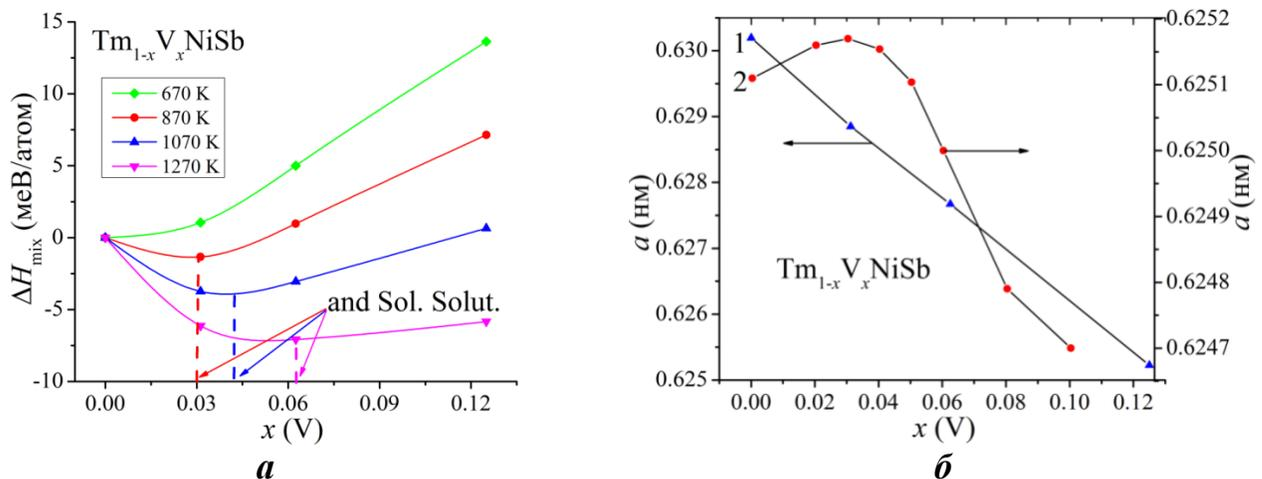 Tm1-xVxNiSb
670 K
870 K
1070 K
1270 K
and Sol. Solut.
15
10
5
0
-5
-10
ΔHmix (меВ/атом)
0.00 0.03 0.06 0.09 0.12
x (V)
а
1
2
Tm1-xVxNiSb
0.630
0.629
0.628
0.627
0.626
0.625
a (нм)
0.6252
0.6251
0.6250
0.6249
0.6248
0.6247
a (нм)
0.00 0.02 0.04 0.06 0.08 0.10 0.12
x (V)
б